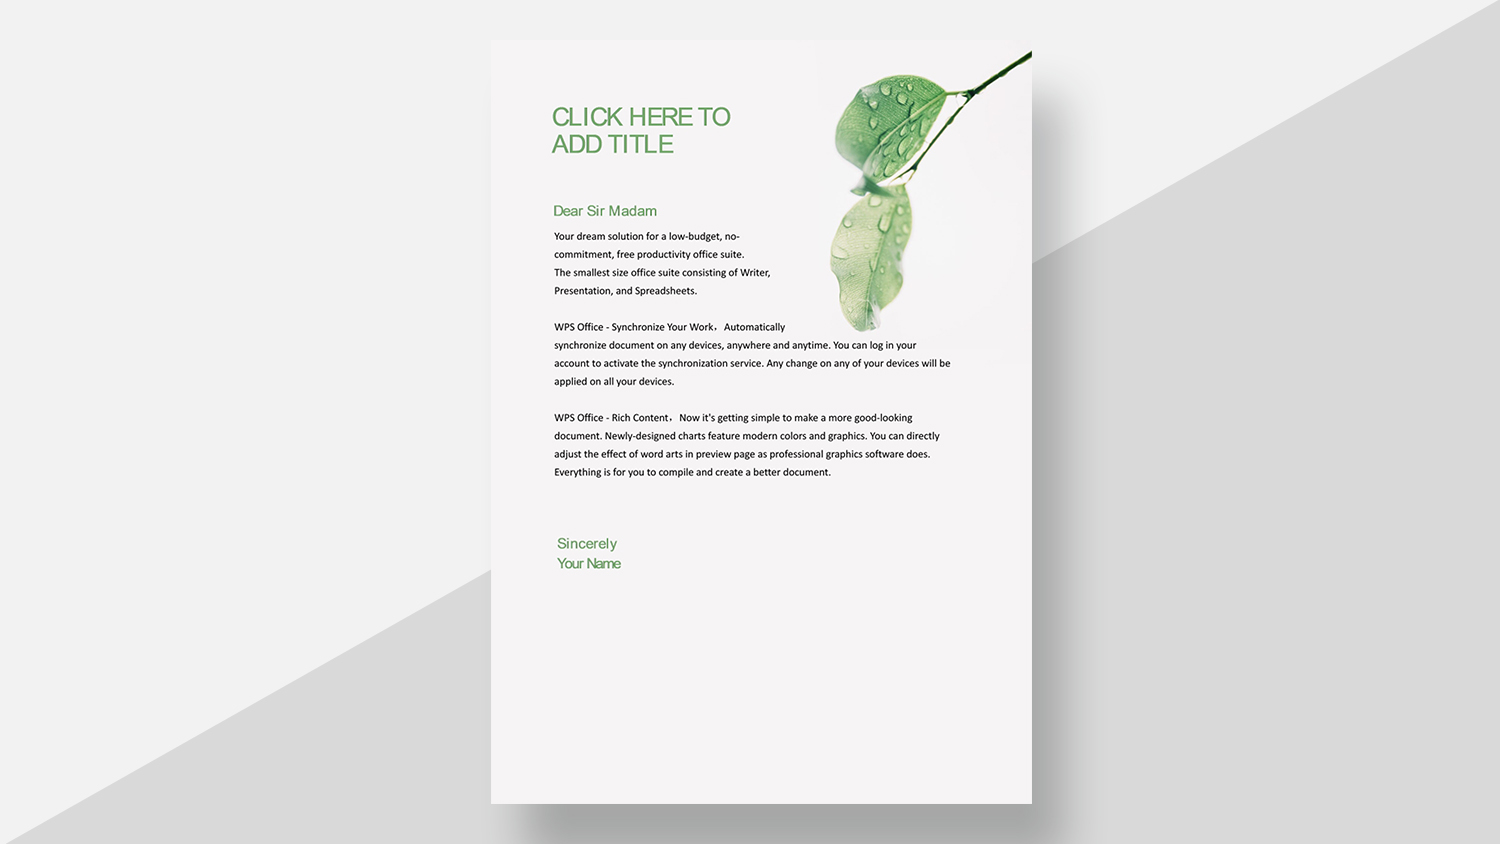 CLICK HERE TO
ADD TITLE
Dear Sir Madam
Your dream solution for a low-budget, no-
commitment, free productivity office suite.
The smallest size office suite consisting of Writer,
Presentation, and Spreadsheets.
WPS Office - Synchronize Your Work，Automatically
synchronize document on any devices, anywhere and anytime. You can log in your
account to activate the synchronization service. Any change on any of your devices will be
applied on all your devices.
WPS Office - Rich Content，Now it's getting simple to make a more good-looking
document. Newly-designed charts feature modern colors and graphics. You can directly
adjust the effect of word arts in preview page as professional graphics software does.
Everything is for you to compile and create a better document.
Sincerely
Your Name